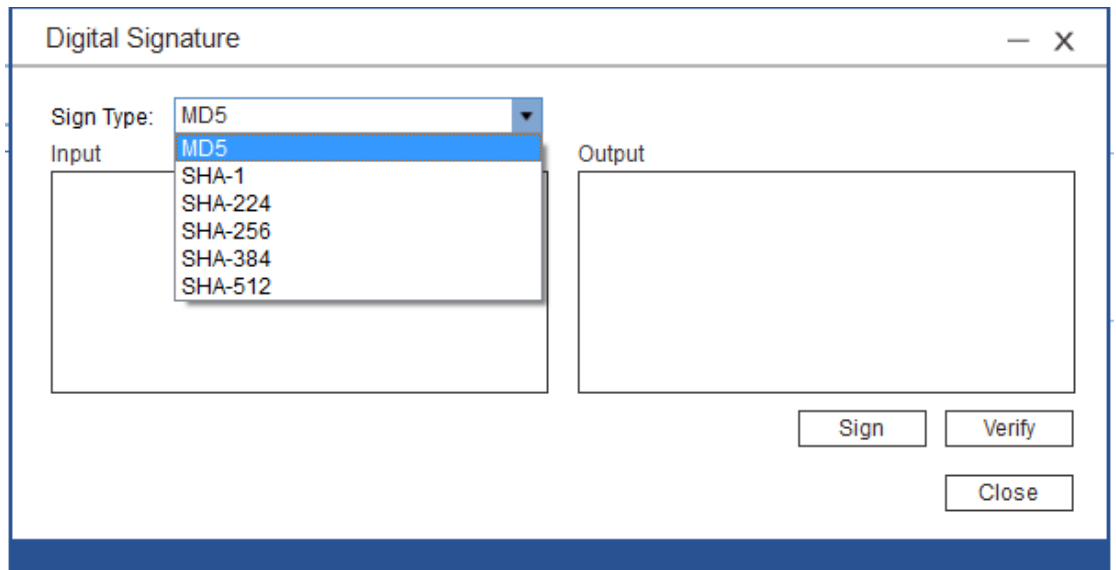 Digital Signature
Sign Type: MD5
Input
MD5
SHA-1
SHA-224
SHA-256
SHA-384
SHA-512
Output
Sign Verify
Close